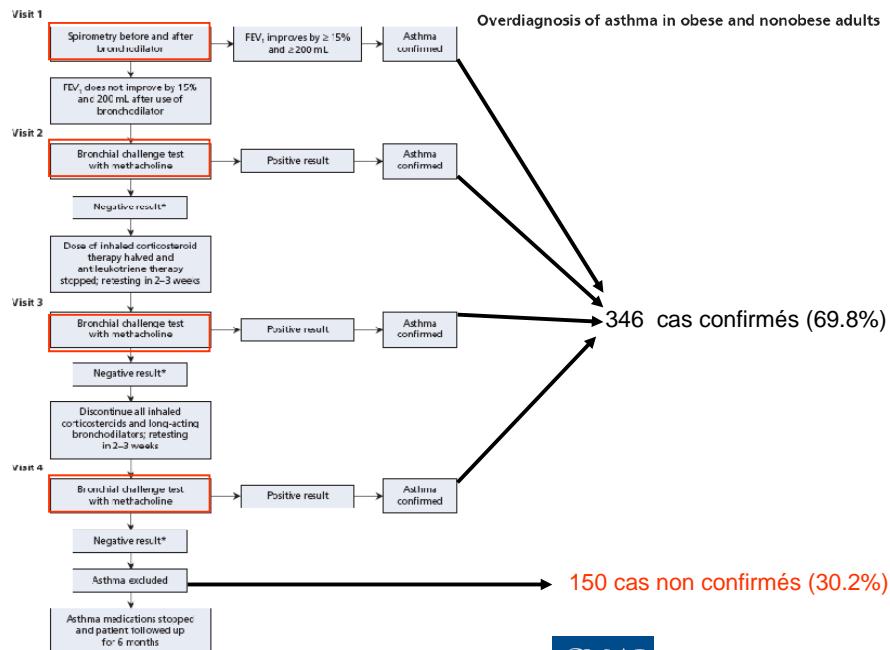 Visit 1
Overdiagnosis of asthma in obese and nonobese adults
Spirometry before and after
bronchodilator
FEV₁ improves by ≥ 15%
and ≥200 mL
Asthma
confirmed
FEV₁ does not improve by 15%
and 200 mL after use of
bronchodilator
Visit 2
Bronchial challenge test
with methacholine
Positive result
Asthma
confirmed
Negative result*
Dose of inhaled corticosteroid
therapy halved and
antileukotriene therapy
stopped; retesting in 2–3 weeks
Visit 3
Bronchial challenge test
with methacholine
Positive result
Asthma
confirmed
346 cas confirmés (69.8%)
Negative result*
Discontinue all inhaled
corticosteroids and long-acting
bronchodilators; retesting
in 2–3 weeks
Visit 4
Bronchial challenge test
with methacholine
Positive result
Asthma
confirmed
Negative result*
Asthma excluded
150 cas non confirmés (30.2%)
Asthma medications stopped
and patient followed up
for 6 months